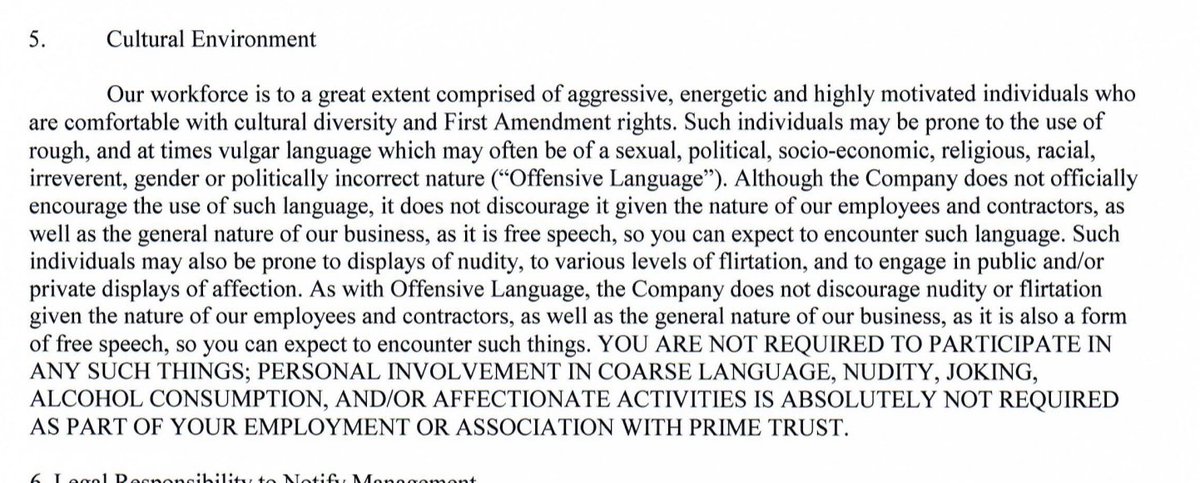 5. Cultural Environment
Our workforce is to a great extent comprised of aggressive, energetic and highly motivated individuals who
are comfortable with cultural diversity and First Amendment rights. Such individuals may be prone to the use of
rough, and at times vulgar language which may often be of a sexual, political, socio-economic, religious, racial,
irreverent, gender or politically incorrect nature (“Offensive Language”). Although the Company does not officially
encourage the use of such language, it does not discourage it given the nature of our employees and contractors, as
well as the general nature of our business, as it is free speech, so you can expect to encounter such language. Such
individuals may also be prone to displays of nudity, to various levels of flirtation, and to engage in public and/or
private displays of affection. As with Offensive Language, the Company does not discourage nudity or flirtation
given the nature of our employees and contractors, as well as the general nature of our business, as it is also a form
of free speech, so you can expect to encounter such things. YOU ARE NOT REQUIRED TO PARTICIPATE IN
ANY SUCH THINGS; PERSONAL INVOLVEMENT IN COARSE LANGUAGE, NUDITY, JOKING,
ALCOHOL CONSUMPTION, AND/OR AFFECTIONATE ACTIVITIES IS ABSOLUTELY NOT REQUIRED
AS PART OF YOUR EMPLOYMENT OR ASSOCIATION WITH PRIME TRUST.
6. Legal Responsibility to Notify Management